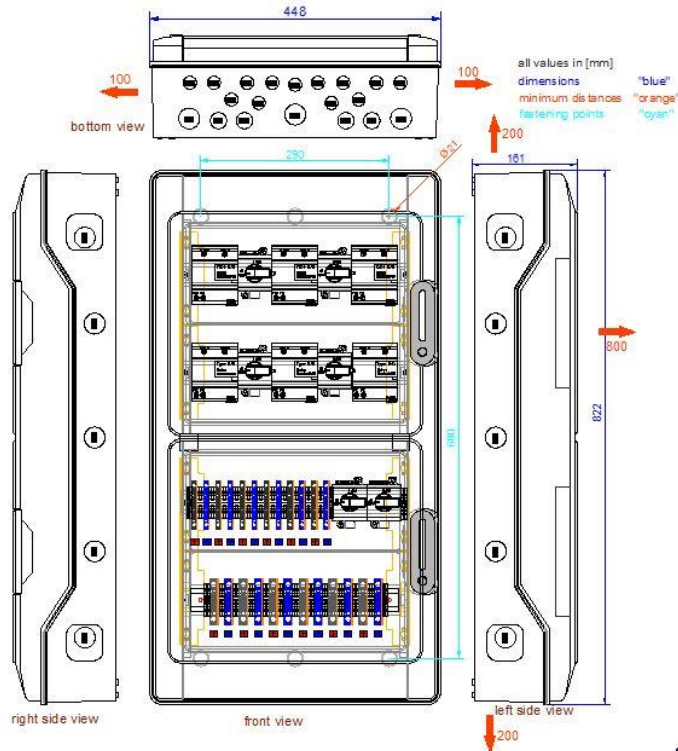 448
100
100
bottom view
all values in [mm]
dimensions "blue"
minimum distances "orange"
fastening points "cyan"
200
161
290
Ø21
800
680
822
right side view
front view
left side view
200